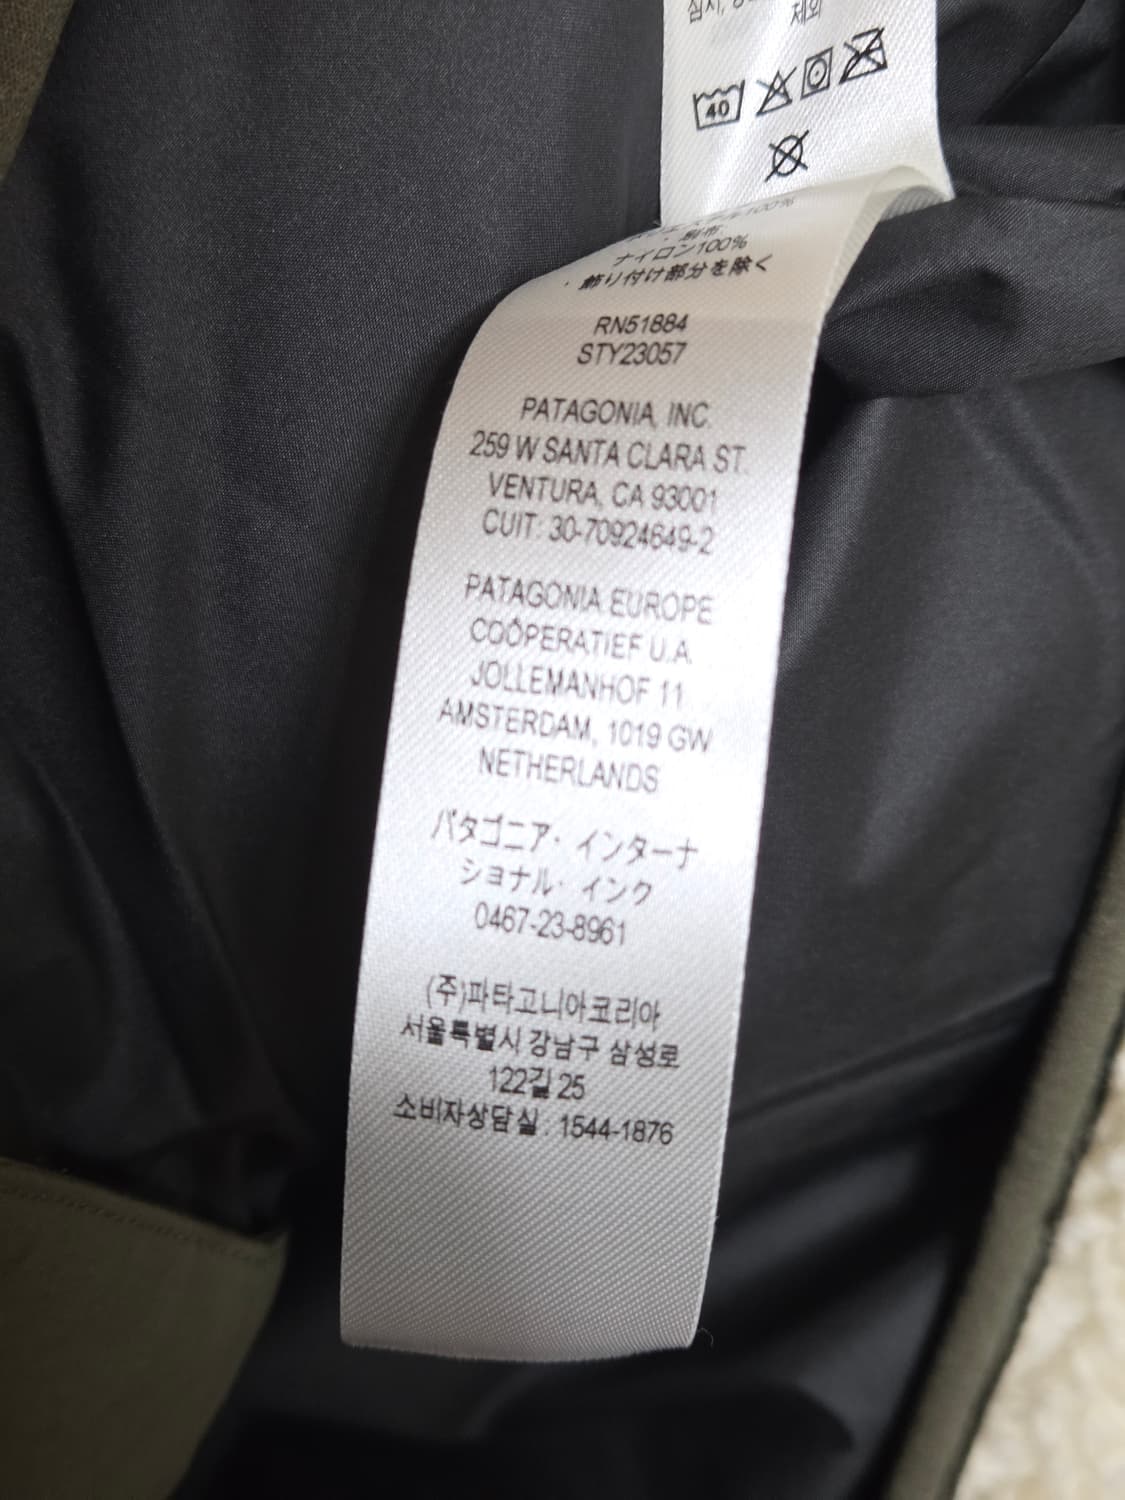 제외
40
ナイロン100%
・飾り付け部分を除く
RN51884
STY23057
PATAGONIA, INC.
259 W SANTA CLARA ST.
VENTURA, CA 93001
CUIT: 30-70924649-2
PATAGONIA EUROPE
COÖPERATIEF U.A.
JOLLEMANHOF 11
AMSTERDAM, 1019 GW
NETHERLANDS
パタゴニア・インターナ
ショナル・インク
0467-23-8961
(주)파타고니아코리아
서울특별시 강남구 삼성로
122길 25
소비자상담실 : 1544-1876